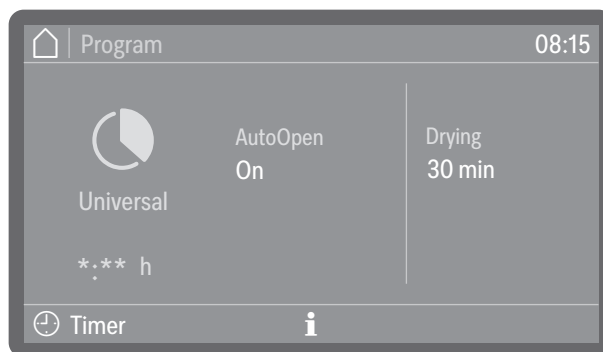 Program
08:15
AutoOpen
On
Drying
30 min
Universal
*:** h
Timer
i